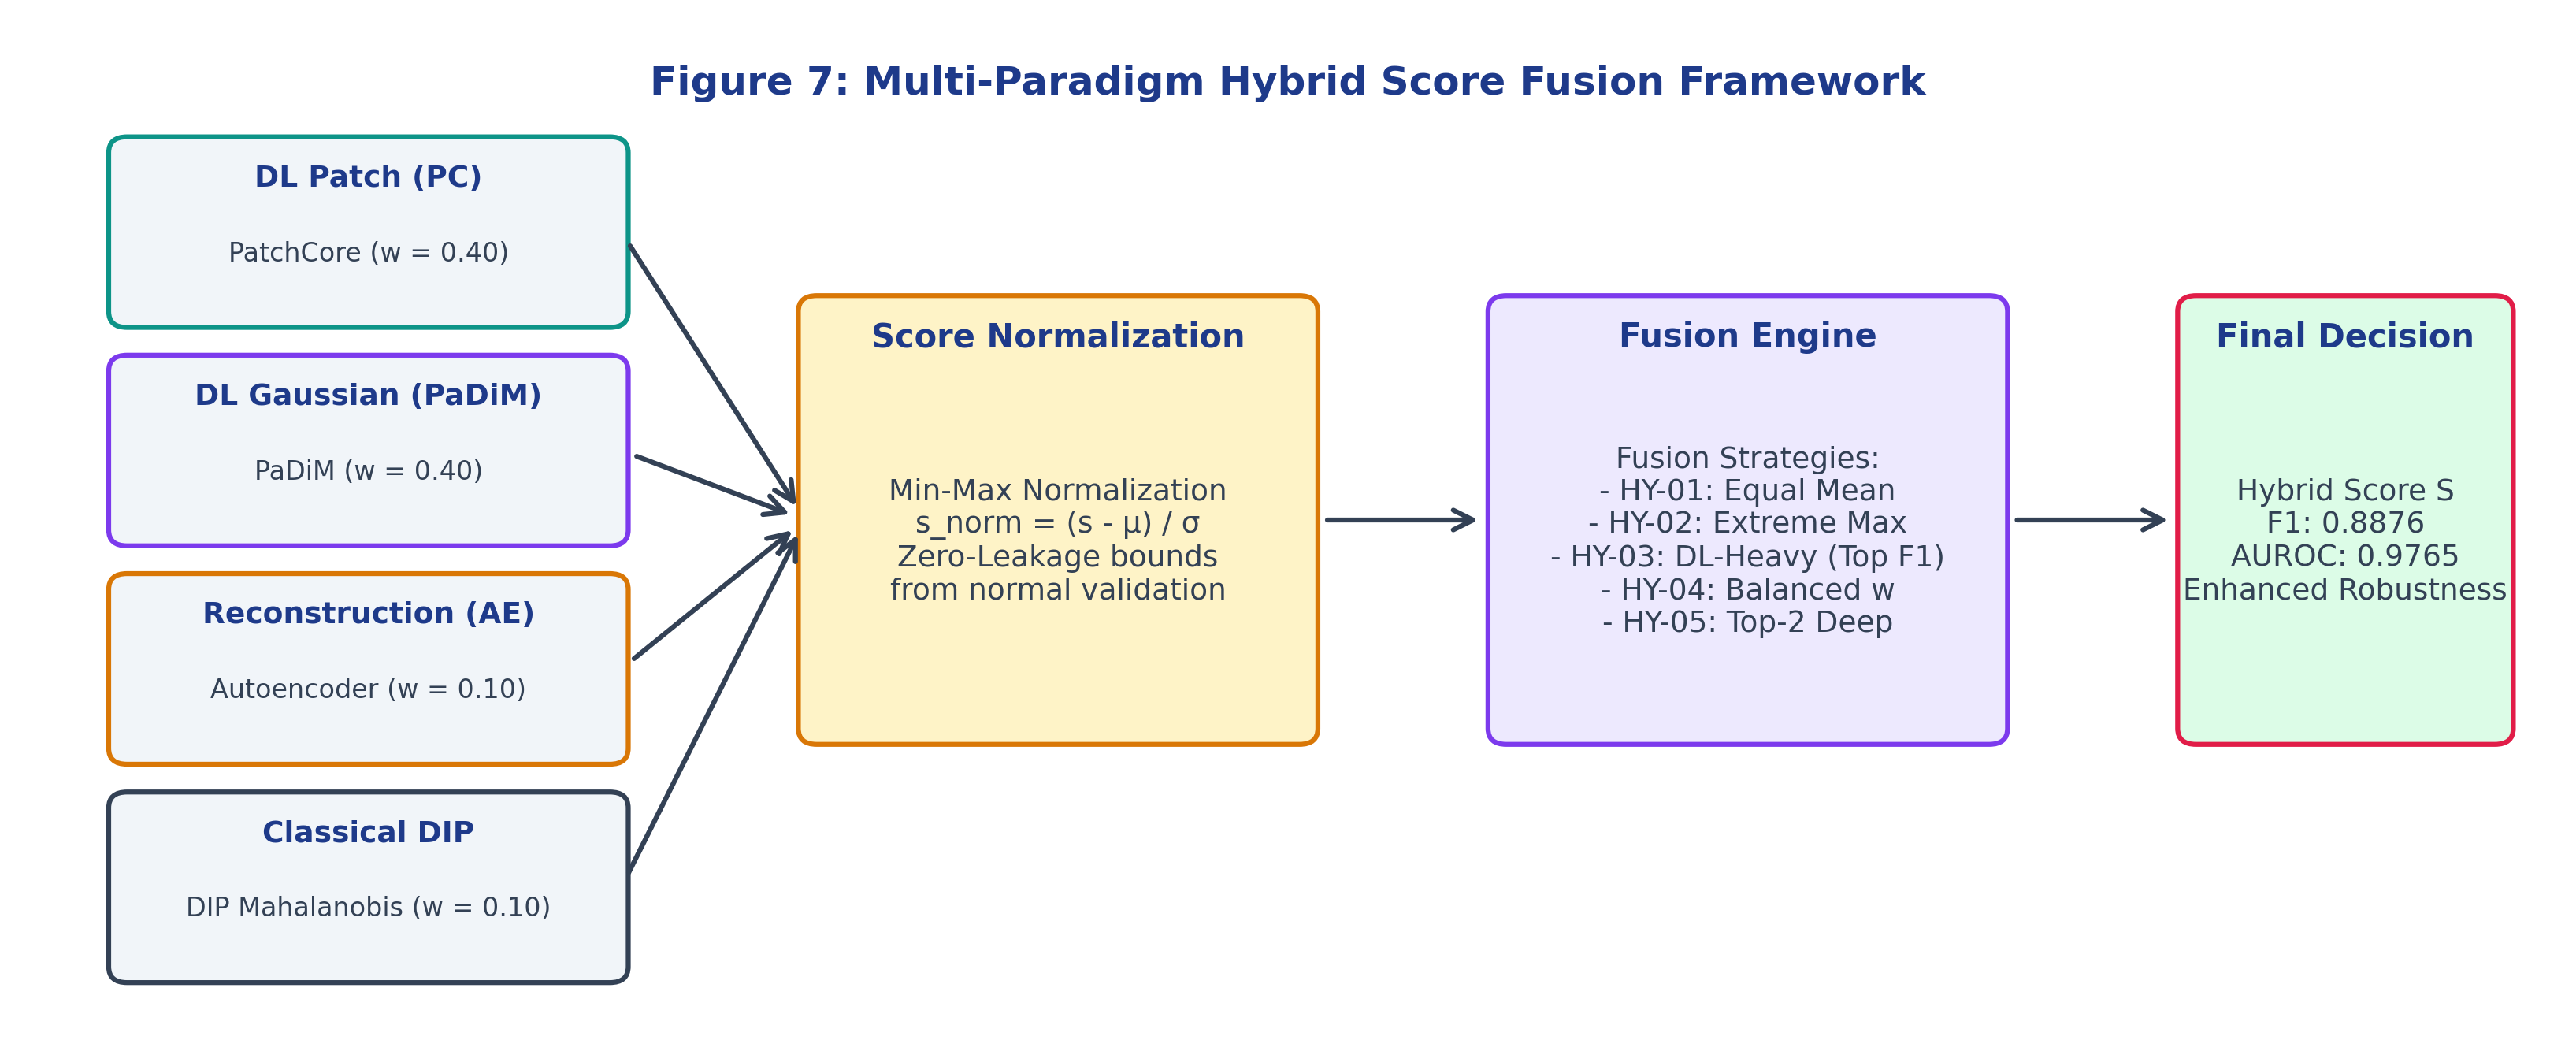 Figure 7: Multi-Paradigm Hybrid Score Fusion Framework
DL Patch (PC)
PatchCore (w = 0.40)
DL Gaussian (PaDiM)
PaDiM (w = 0.40)
Reconstruction (AE)
Autoencoder (w = 0.10)
Classical DIP
DIP Mahalanobis (w = 0.10)
Score Normalization
Min-Max Normalization
s_norm = (s - μ) / σ
Zero-Leakage bounds
from normal validation
Fusion Engine
Fusion Strategies:
- HY-01: Equal Mean
- HY-02: Extreme Max
- HY-03: DL-Heavy (Top F1)
- HY-04: Balanced w
- HY-05: Top-2 Deep
Final Decision
Hybrid Score S
F1: 0.8876
AUROC: 0.9765
Enhanced Robustness